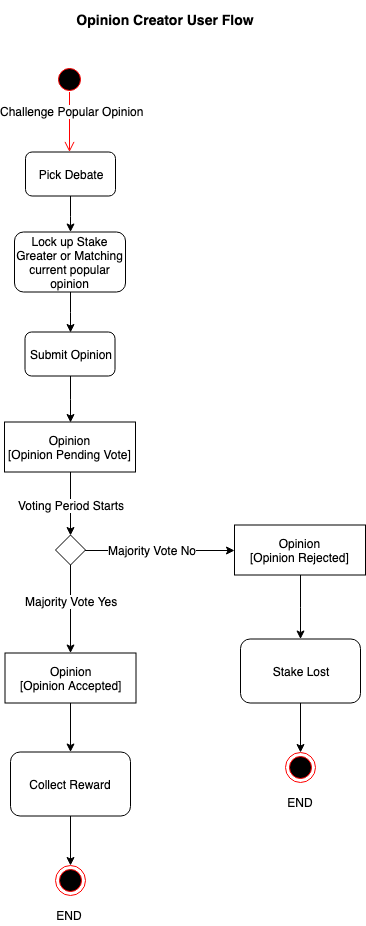 Opinion Creator User Flow
Challenge Popular Opinion
Pick Debate
Lock up Stake
Greater or Matching
current popular
opinion
Submit Opinion
Opinion
[Opinion Pending Vote]
Voting Period Starts
Majority Vote No
Opinion
[Opinion Rejected]
Majority Vote Yes
Opinion
[Opinion Accepted]
Stake Lost
Collect Reward
END
END